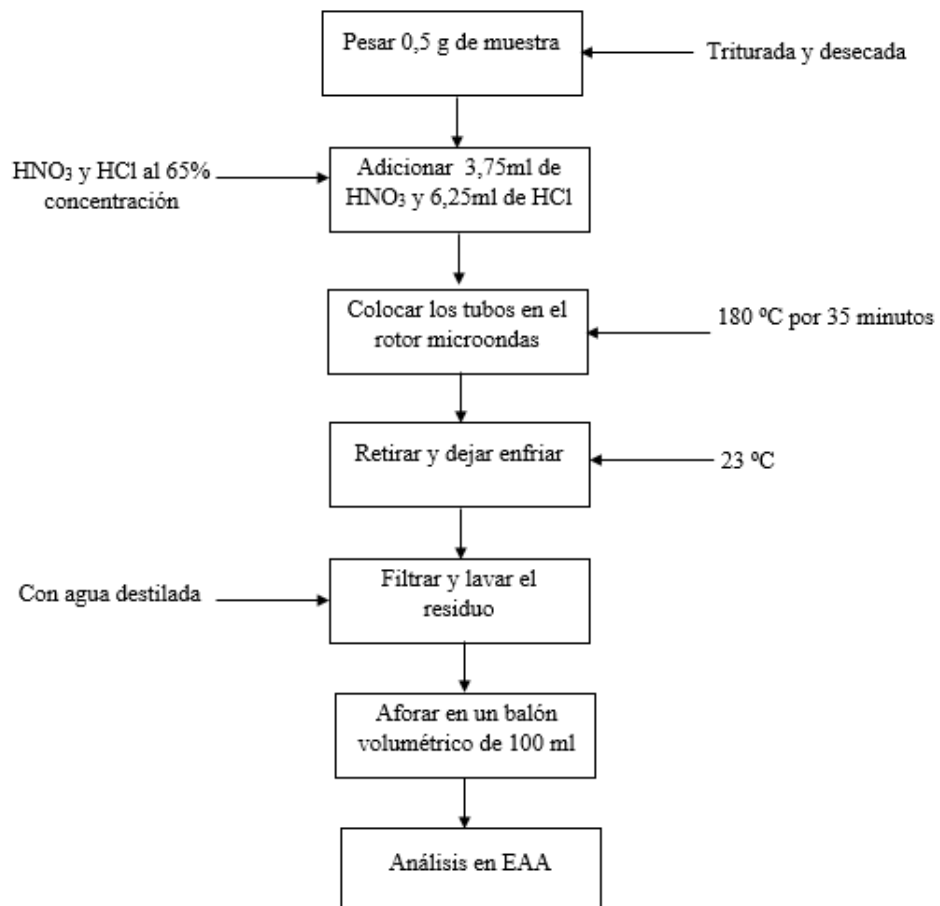 Pesar 0,5 g de muestra
Triturada y desecada
HNO₃ y HCl al 65%
concentración
Adicionar 3,75ml de
HNO₃ y 6,25ml de HCl
Colocar los tubos en el
rotor microondas
180 ⁰C por 35 minutos
Retirar y dejar enfriar
23 ⁰C
Con agua destilada
Filtrar y lavar el
residuo
Aforar en un balón
volumétrico de 100 ml
Análisis en EAA